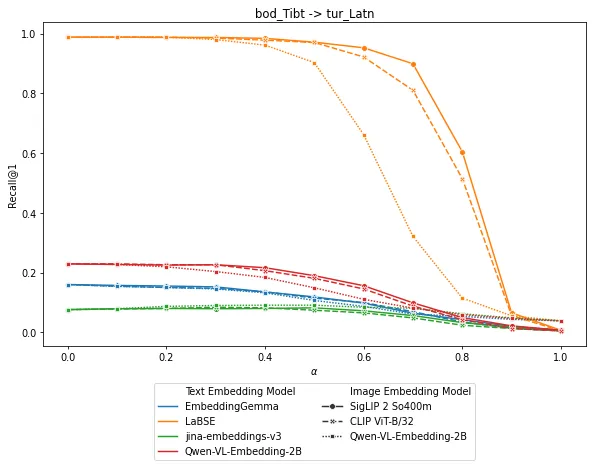 bod_Tibt -> tur_Latn
1.0
0.8
0.6
0.4
0.2
0.0
Recall@1
0.0 0.2 0.4 0.6 0.8 1.0
α
Text Embedding Model Image Embedding Model
EmbeddingGemma SigLIP 2 So400m
LaBSE CLIP ViT-B/32
jina-embeddings-v3 Qwen-VL-Embedding-2B
Qwen-VL-Embedding-2B